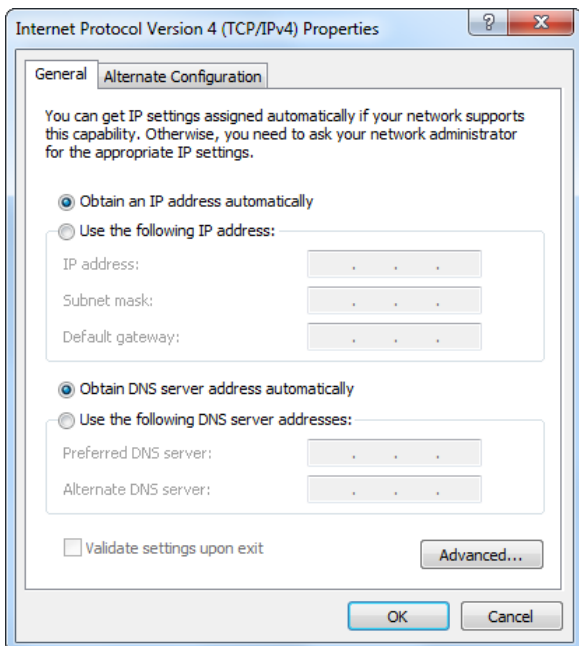 Internet Protocol Version 4 (TCP/IPv4) Properties
General
Alternate Configuration
You can get IP settings assigned automatically if your network supports
this capability. Otherwise, you need to ask your network administrator
for the appropriate IP settings.
Obtain an IP address automatically
Use the following IP address:
IP address: . . .
Subnet mask: . . .
Default gateway: . . .
Obtain DNS server address automatically
Use the following DNS server addresses:
Preferred DNS server: . . .
Alternate DNS server: . . .
Validate settings upon exit
Advanced...
OK
Cancel